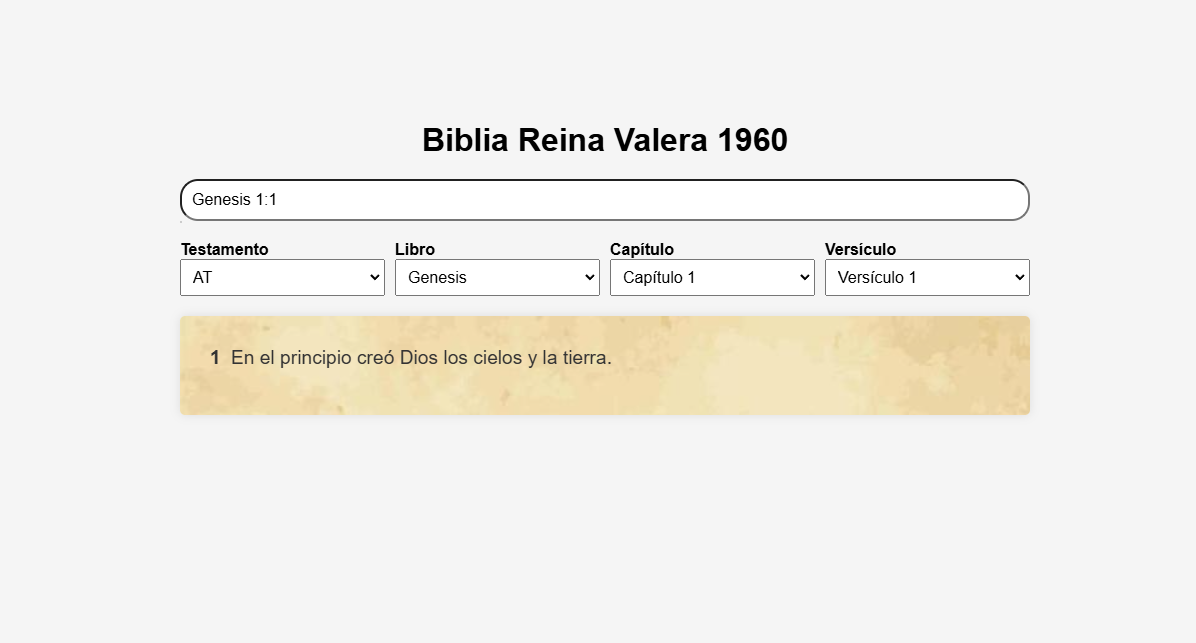 Biblia Reina Valera 1960
Genesis 1:1
Testamento Libro Capítulo Versículo
AT Genesis Capítulo 1 Versículo 1
1 En el principio creó Dios los cielos y la tierra.